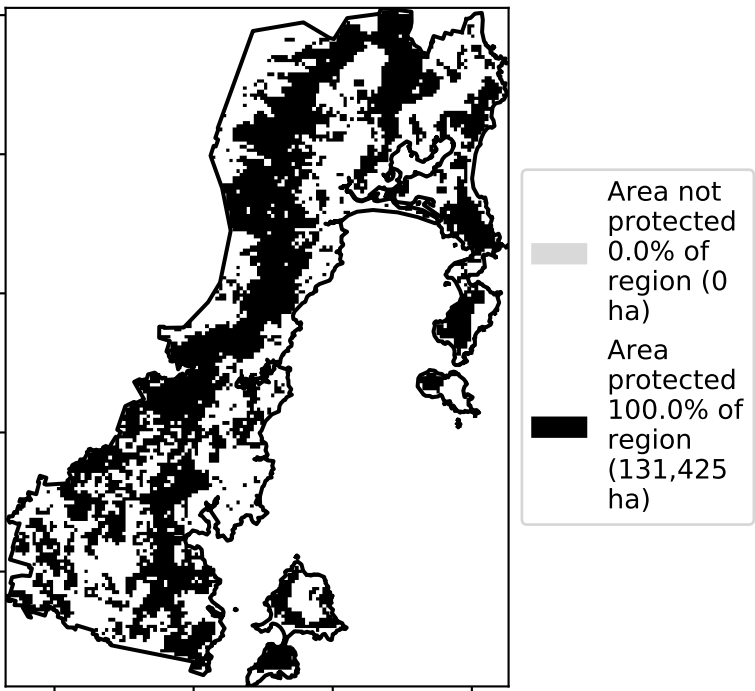 Area not
protected
0.0% of
region (0
ha)
Area
protected
100.0% of
region
(131,425
ha)